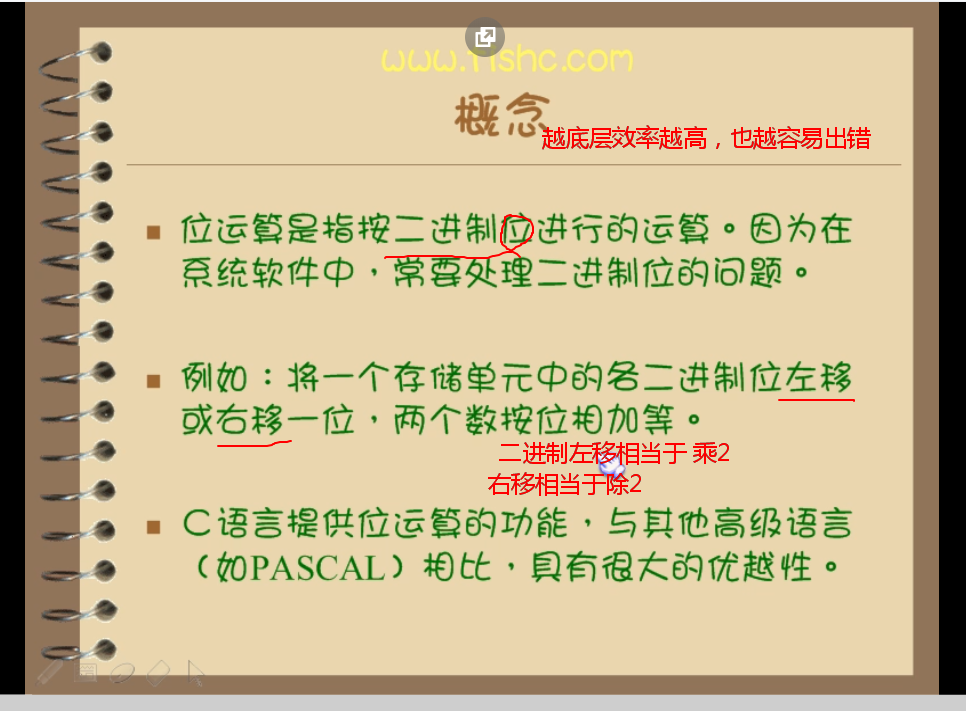 www.71shc.com
概念
越底层效率越高，也越容易出错
位运算是指按二进制位进行的运算。因为在
系统软件中，常要处理二进制位的问题。
例如：将一个存储单元中的各二进制位左移
或右移一位，两个数按位相加等。
二进制左移相当于 乘2
右移相当于除2
C语言提供位运算的功能，与其他高级语言
（如PASCAL）相比，具有很大的优越性。